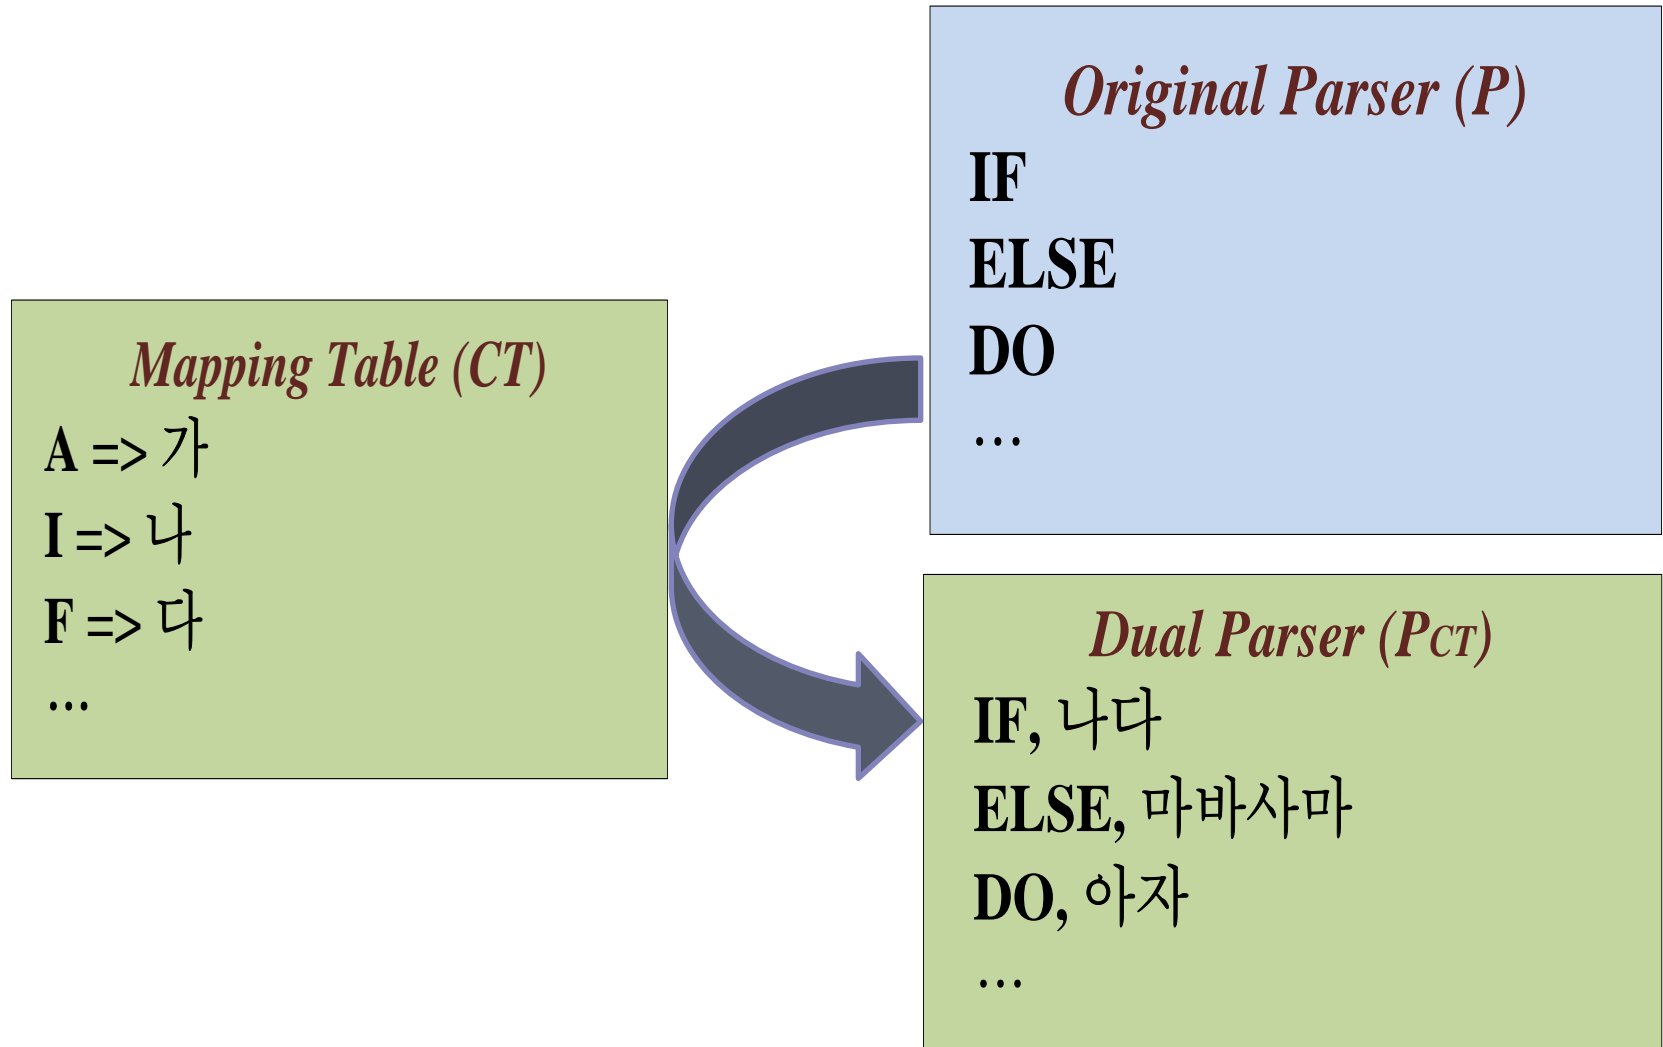 Original Parser (P)
IF
ELSE
DO
…
Mapping Table (CT)
A => 가
I => 나
F => 다
...
Dual Parser (PCT)
IF, 나다
ELSE, 마바사마
DO, 아자
…